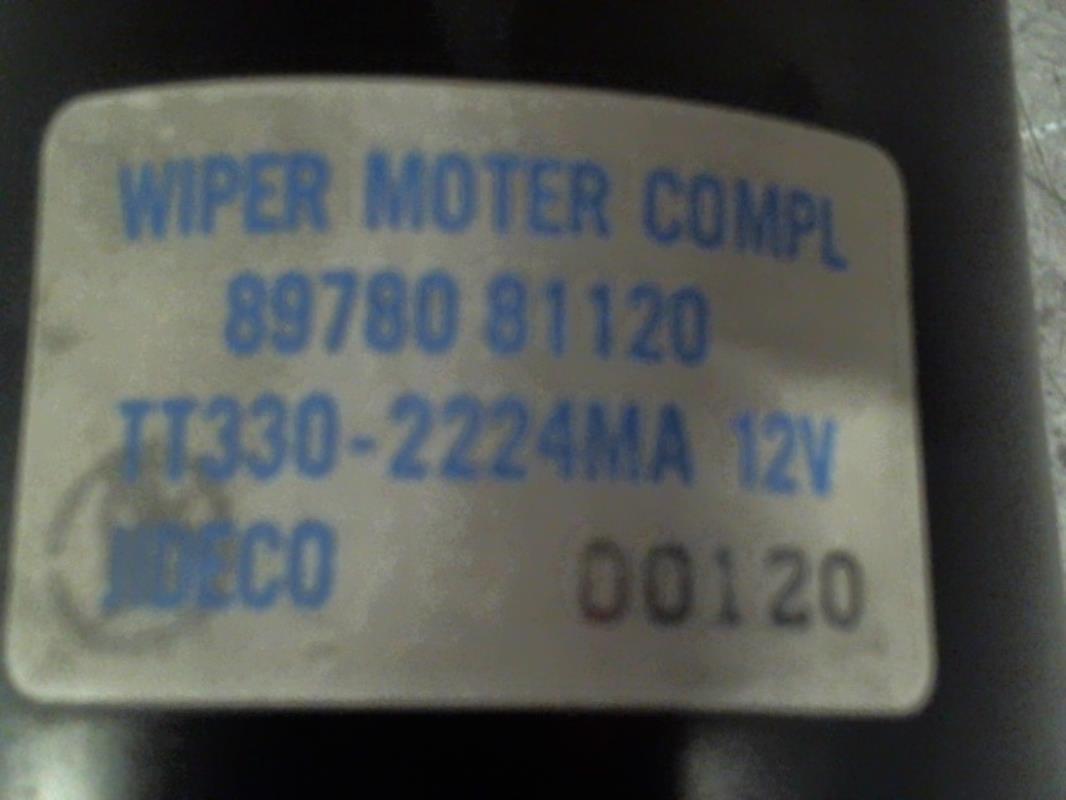 WIPER MOTER COMPL
89780 81120
TT330-2224MA 12V
JIDECO 00120